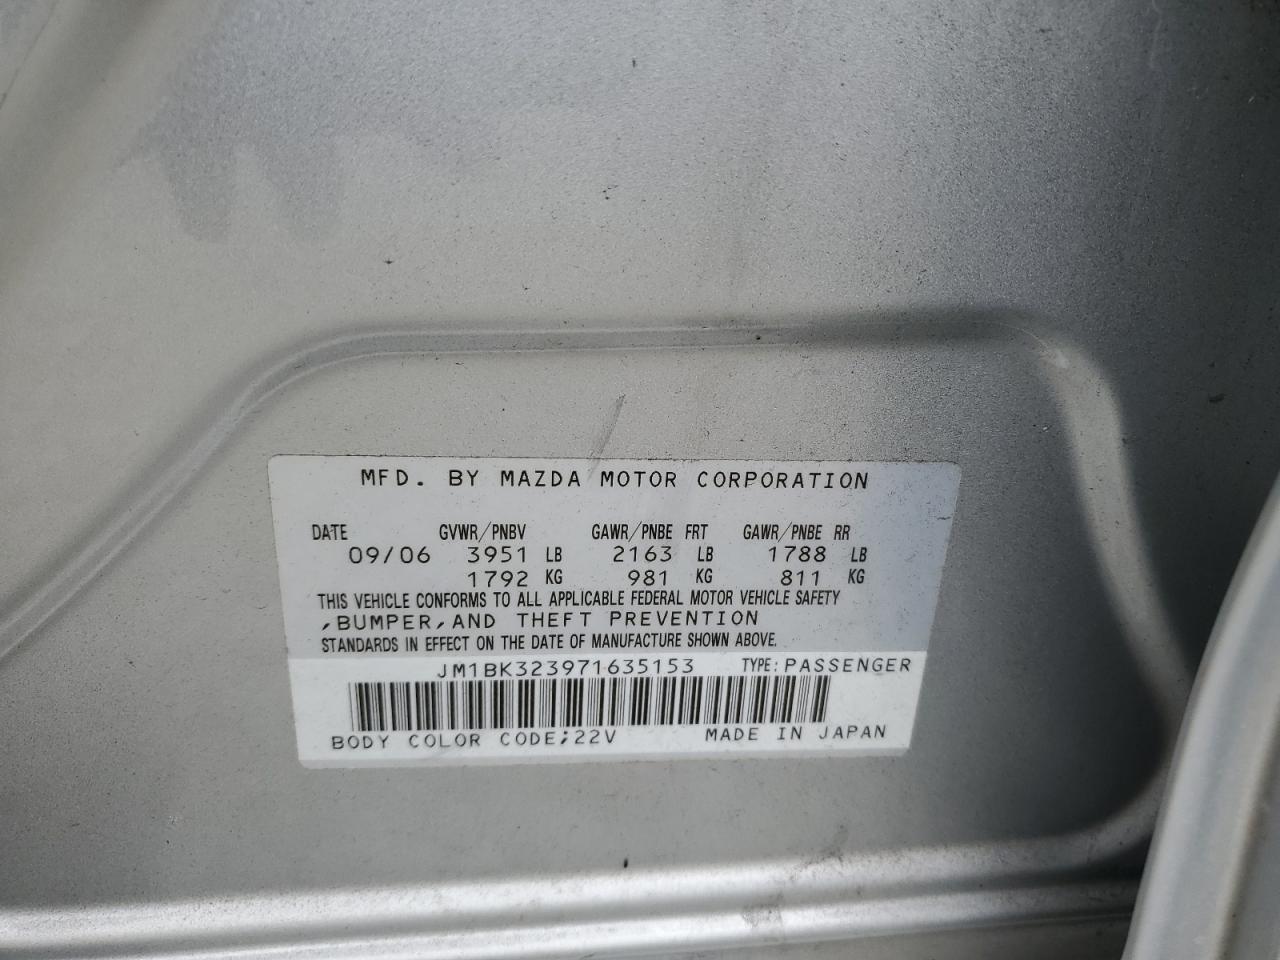 MFD. BY MAZDA MOTOR CORPORATION
DATE GVWR/PNBV GAWR/PNBE FRT GAWR/PNBE RR
09/06 3951 LB 2163 LB 1788 LB
1792 KG 981 KG 811 KG
THIS VEHICLE CONFORMS TO ALL APPLICABLE FEDERAL MOTOR VEHICLE SAFETY
,BUMPER,AND THEFT PREVENTION
STANDARDS IN EFFECT ON THE DATE OF MANUFACTURE SHOWN ABOVE.
JM1BK323971635153 TYPE: PASSENGER
BODY COLOR CODE;22V MADE IN JAPAN